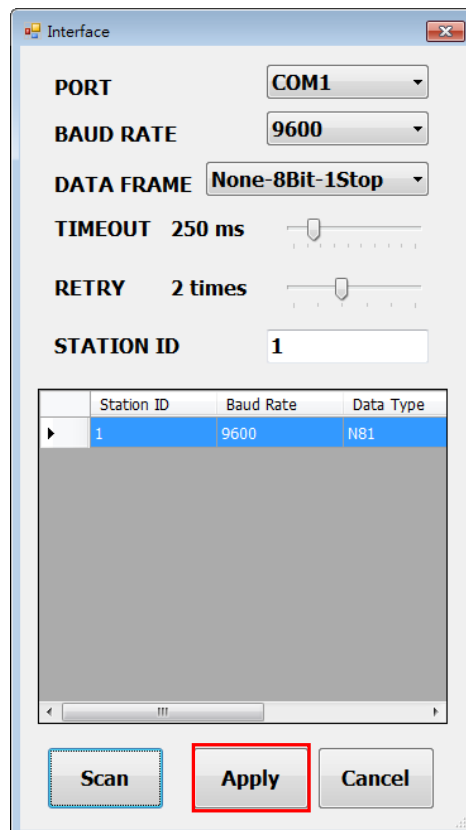 Interface
PORT COM1
BAUD RATE 9600
DATA FRAME None-8Bit-1Stop
TIMEOUT 250 ms
RETRY 2 times
STATION ID 1
Station ID Baud Rate Data Type
1 9600 N81
Scan Apply Cancel